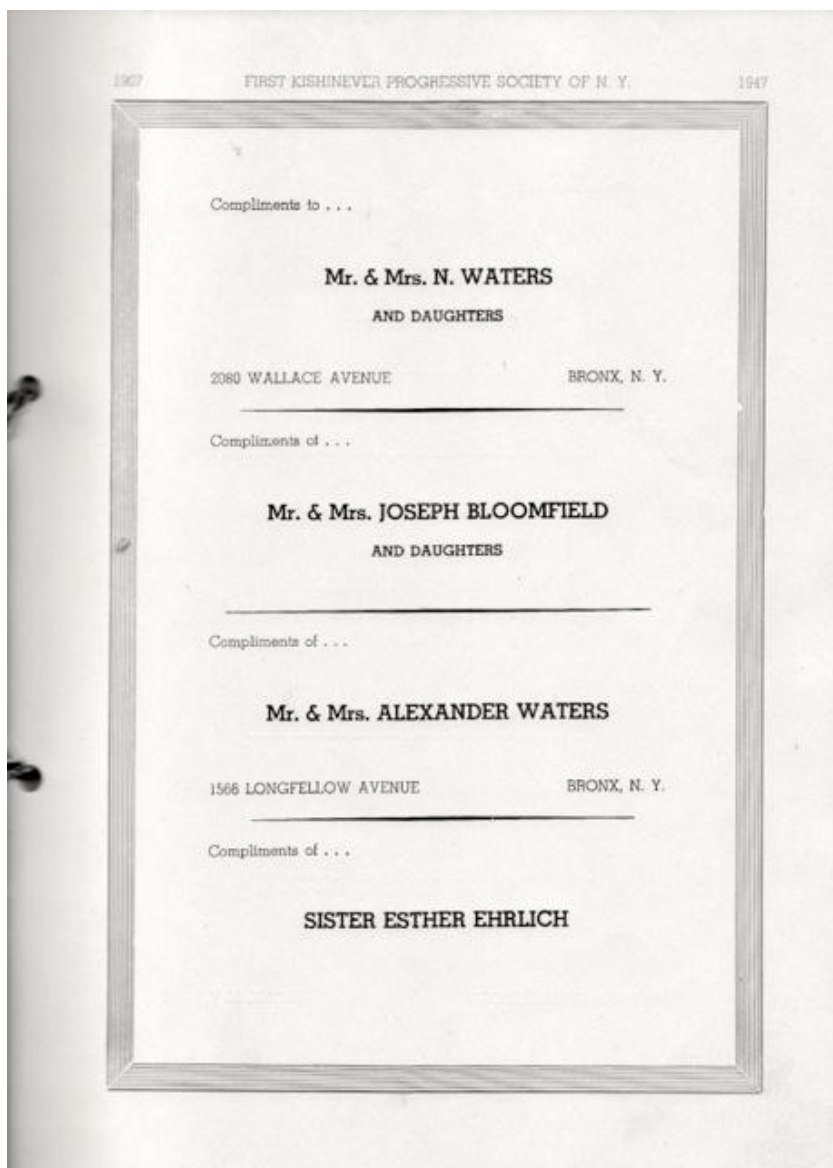 1907 FIRST KISHINEVER PROGRESSIVE SOCIETY OF N. Y. 1947
Compliments to . . .
Mr. & Mrs. N. WATERS
AND DAUGHTERS
2080 WALLACE AVENUE BRONX, N. Y.
Compliments of . . .
Mr. & Mrs. JOSEPH BLOOMFIELD
AND DAUGHTERS
Compliments of . . .
Mr. & Mrs. ALEXANDER WATERS
1566 LONGFELLOW AVENUE BRONX, N. Y.
Compliments of . . .
SISTER ESTHER EHRLICH